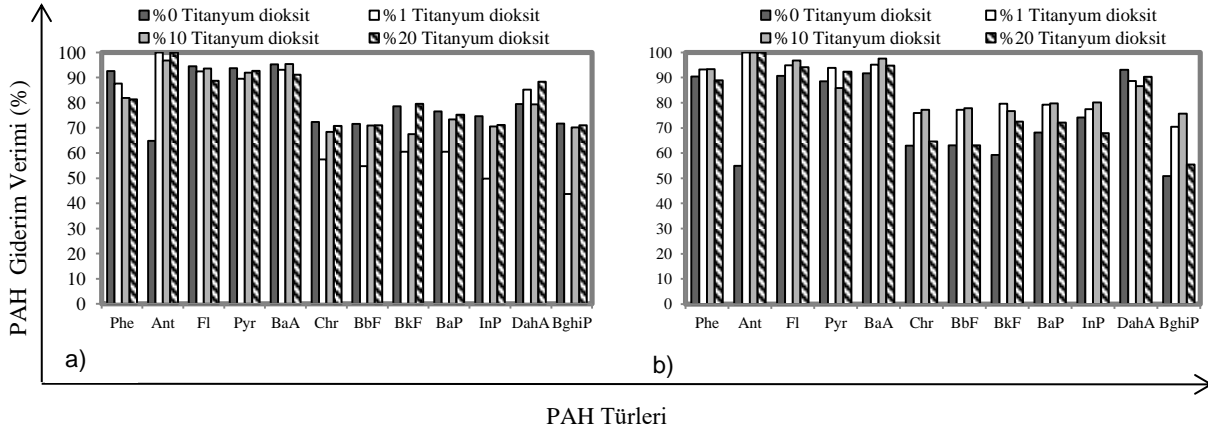 %0 Titanyum dioksit %1 Titanyum dioksit
%10 Titanyum dioksit %20 Titanyum dioksit
100
90
80
70
60
50
40
30
20
10
0
Phe Ant Fl Pyr BaA Chr BbF BkF BaP InP DahA BghiP
a)
%0 Titanyum dioksit %1 Titanyum dioksit
%10 Titanyum dioksit %20 Titanyum dioksit
100
90
80
70
60
50
40
30
20
10
0
Phe Ant Fl Pyr BaA Chr BbF BkF BaP InP DahA BghiP
b)
PAH Giderim Verimi (%)
PAH Türleri